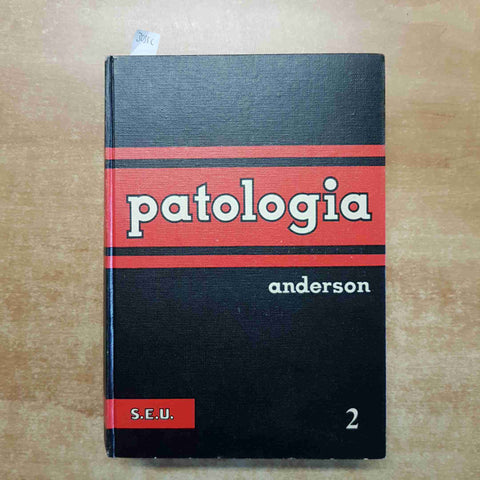 patologia
anderson
S.E.U.
2